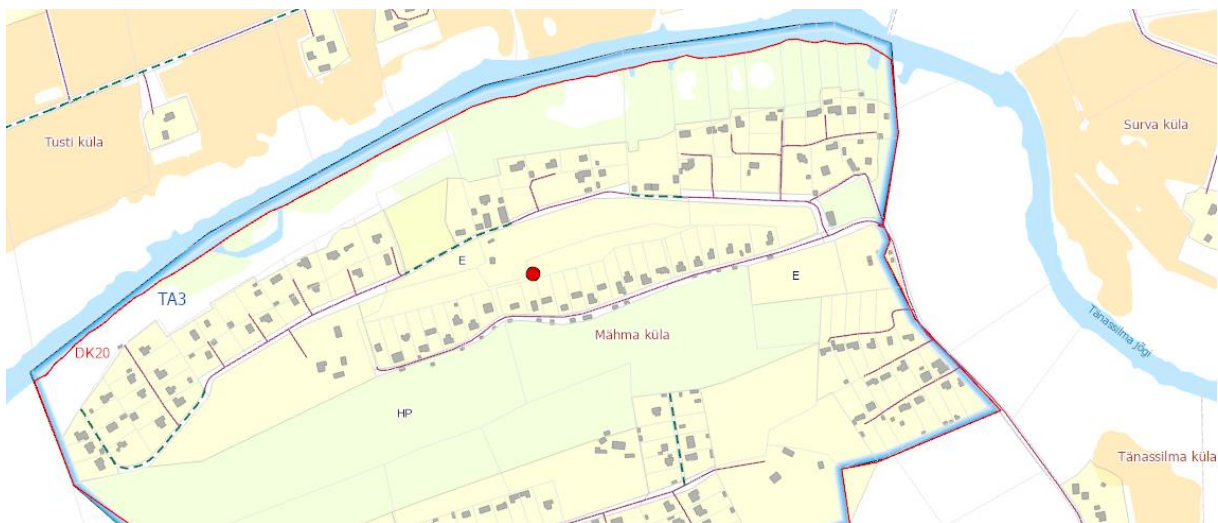 Tusti küla
Surva küla
E
E
TA3
Mähma küla
Tänassilma jõgi
DK20
HP
Tänassilma küla